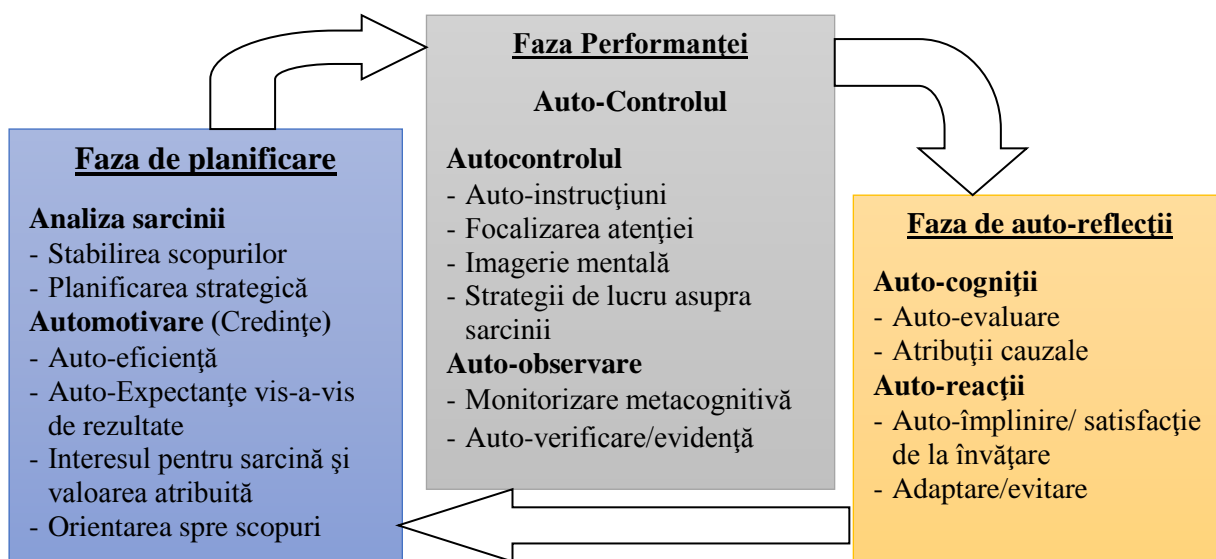 Faza de planificare
Analiza sarcinii
- Stabilirea scopurilor
- Planificarea strategică
Automotivare (Credinţe)
- Auto-eficienţă
- Auto-Expectanţe vis-a-vis
de rezultate
- Interesul pentru sarcină şi
valoarea atribuită
- Orientarea spre scopuri
Faza Performanţei
Auto-Controlul
Autocontrolul
- Auto-instrucţiuni
- Focalizarea atenţiei
- Imagerie mentală
- Strategii de lucru asupra
sarcinii
Auto-observare
- Monitorizare metacognitivă
- Auto-verificare/evidenţă
Faza de auto-reflecţii
Auto-cogniţii
- Auto-evaluare
- Atribuţii cauzale
Auto-reacţii
- Auto-împlinire/ satisfacţie
de la învăţare
- Adaptare/evitare